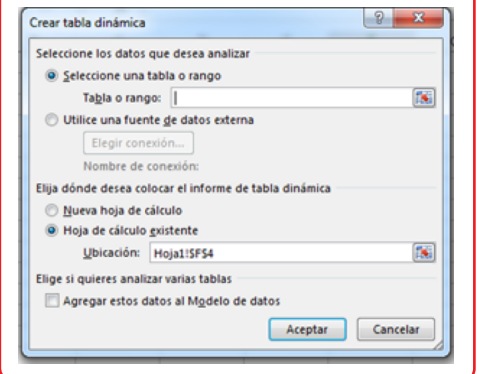 Crear tabla dinámica
Seleccione los datos que desea analizar
Seleccione una tabla o rango
Tabla o rango:
Utilice una fuente de datos externa
Elegir conexión...
Nombre de conexión:
Elija dónde desea colocar el informe de tabla dinámica
Nueva hoja de cálculo
Hoja de cálculo existente
Ubicación: Hoja1!$F$4
Elige si quieres analizar varias tablas
Agregar estos datos al Modelo de datos
Aceptar Cancelar